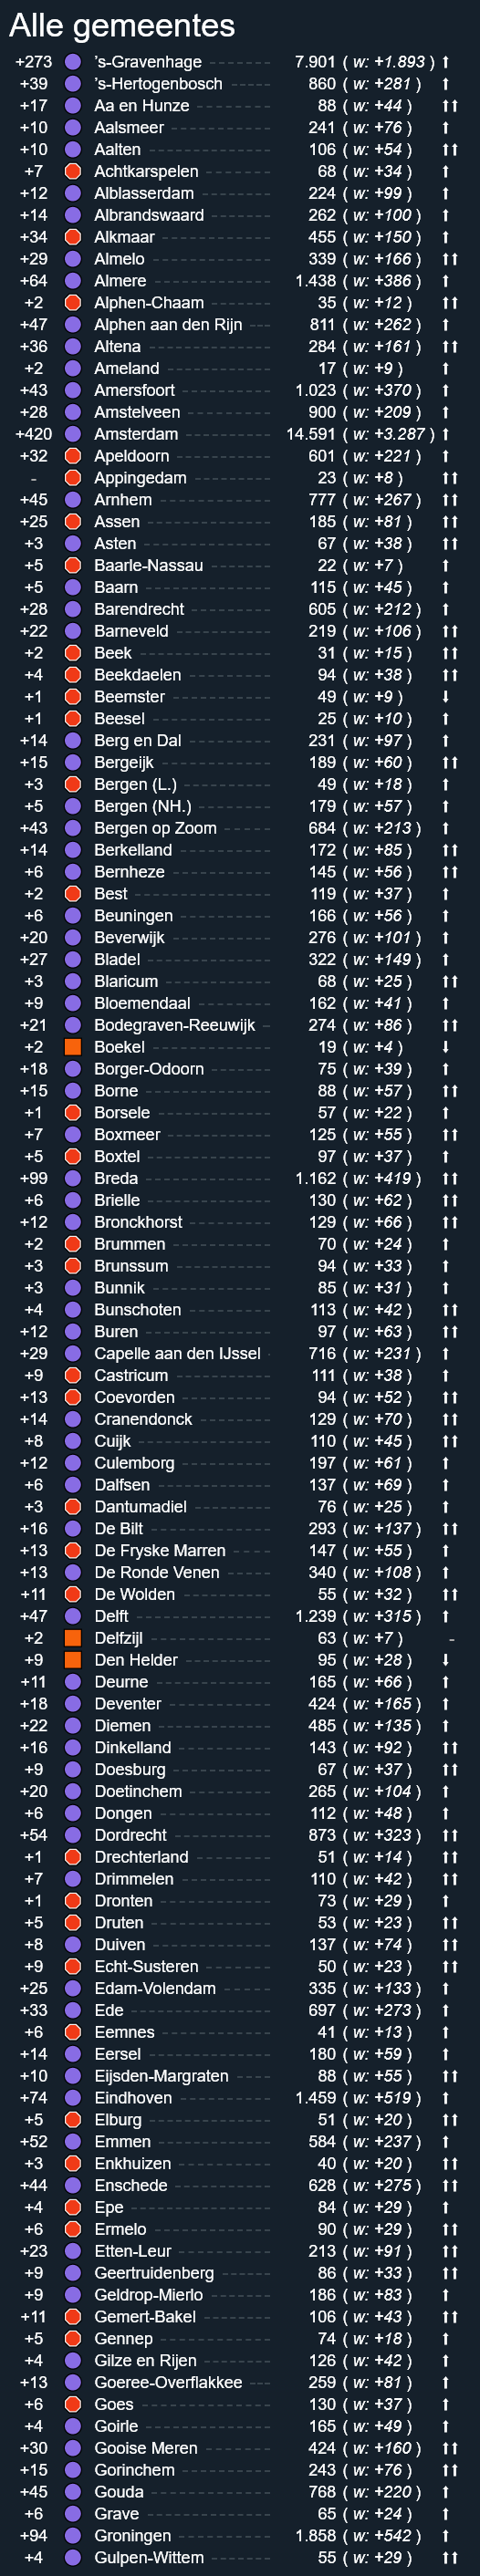 Alle gemeentes
+273 's-Gravenhage 7.901 ( w: +1.893 ) ⬆
+39 's-Hertogenbosch 860 ( w: +281 ) ⬆
+17 Aa en Hunze 88 ( w: +44 ) ⬆⬆
+10 Aalsmeer 241 ( w: +76 ) ⬆
+10 Aalten 106 ( w: +54 ) ⬆⬆
+7 Achtkarspelen 68 ( w: +34 ) ⬆
+12 Alblasserdam 224 ( w: +99 ) ⬆
+14 Albrandswaard 262 ( w: +100 ) ⬆
+34 Alkmaar 455 ( w: +150 ) ⬆
+29 Almelo 339 ( w: +166 ) ⬆⬆
+64 Almere 1.438 ( w: +386 ) ⬆
+2 Alphen-Chaam 35 ( w: +12 ) ⬆⬆
+47 Alphen aan den Rijn 811 ( w: +262 ) ⬆
+36 Altena 284 ( w: +161 ) ⬆⬆
+2 Ameland 17 ( w: +9 ) ⬆
+43 Amersfoort 1.023 ( w: +370 ) ⬆
+28 Amstelveen 900 ( w: +209 ) ⬆
+420 Amsterdam 14.591 ( w: +3.287 ) ⬆
+32 Apeldoorn 601 ( w: +221 ) ⬆
- Appingedam 23 ( w: +8 ) ⬆⬆
+45 Arnhem 777 ( w: +267 ) ⬆⬆
+25 Assen 185 ( w: +81 ) ⬆⬆
+3 Asten 67 ( w: +38 ) ⬆⬆
+5 Baarle-Nassau 22 ( w: +7 ) ⬆
+5 Baarn 115 ( w: +45 ) ⬆
+28 Barendrecht 605 ( w: +212 ) ⬆
+22 Barneveld 219 ( w: +106 ) ⬆⬆
+2 Beek 31 ( w: +15 ) ⬆⬆
+4 Beekdaelen 94 ( w: +38 ) ⬆⬆
+1 Beemster 49 ( w: +9 ) ⬇
+1 Beesel 25 ( w: +10 ) ⬆
+14 Berg en Dal 231 ( w: +97 ) ⬆
+15 Bergeijk 189 ( w: +60 ) ⬆⬆
+3 Bergen (L.) 49 ( w: +18 ) ⬆
+5 Bergen (NH.) 179 ( w: +57 ) ⬆
+43 Bergen op Zoom 684 ( w: +213 ) ⬆
+14 Berkelland 172 ( w: +85 ) ⬆⬆
+6 Bernheze 145 ( w: +56 ) ⬆⬆
+2 Best 119 ( w: +37 ) ⬆
+6 Beuningen 166 ( w: +56 ) ⬆
+20 Beverwijk 276 ( w: +101 ) ⬆
+27 Bladel 322 ( w: +149 ) ⬆
+3 Blaricum 68 ( w: +25 ) ⬆⬆
+9 Bloemendaal 162 ( w: +41 ) ⬆
+21 Bodegraven-Reeuwijk 274 ( w: +86 ) ⬆⬆
+2 Boekel 19 ( w: +4 ) ⬇
+18 Borger-Odoorn 75 ( w: +39 ) ⬆
+15 Borne 88 ( w: +57 ) ⬆⬆
+1 Borsele 57 ( w: +22 ) ⬆
+7 Boxmeer 125 ( w: +55 ) ⬆⬆
+5 Boxtel 97 ( w: +37 ) ⬆
+99 Breda 1.162 ( w: +419 ) ⬆⬆
+6 Brielle 130 ( w: +62 ) ⬆⬆
+12 Bronckhorst 129 ( w: +66 ) ⬆⬆
+2 Brummen 70 ( w: +24 ) ⬆
+3 Brunssum 94 ( w: +33 ) ⬆
+3 Bunnik 85 ( w: +31 ) ⬆
+4 Bunschoten 113 ( w: +42 ) ⬆⬆
+12 Buren 97 ( w: +63 ) ⬆⬆
+29 Capelle aan den IJssel 716 ( w: +231 ) ⬆
+9 Castricum 111 ( w: +38 ) ⬆
+13 Coevorden 94 ( w: +52 ) ⬆⬆
+14 Cranendonck 129 ( w: +70 ) ⬆⬆
+8 Cuijk 110 ( w: +45 ) ⬆⬆
+12 Culemborg 197 ( w: +61 ) ⬆
+6 Dalfsen 137 ( w: +69 ) ⬆
+3 Dantumadiel 76 ( w: +25 ) ⬆
+16 De Bilt 293 ( w: +137 ) ⬆⬆
+13 De Fryske Marren 147 ( w: +55 ) ⬆
+13 De Ronde Venen 340 ( w: +108 ) ⬆
+11 De Wolden 55 ( w: +32 ) ⬆⬆
+47 Delft 1.239 ( w: +315 ) ⬆
+2 Delfzijl 63 ( w: +7 ) -
+9 Den Helder 95 ( w: +28 ) ⬇
+11 Deurne 165 ( w: +66 ) ⬆
+18 Deventer 424 ( w: +165 ) ⬆
+22 Diemen 485 ( w: +135 ) ⬆
+16 Dinkelland 143 ( w: +92 ) ⬆⬆
+9 Doesburg 67 ( w: +37 ) ⬆⬆
+20 Doetinchem 265 ( w: +104 ) ⬆
+6 Dongen 112 ( w: +48 ) ⬆
+54 Dordrecht 873 ( w: +323 ) ⬆⬆
+1 Drechterland 51 ( w: +14 ) ⬆⬆
+7 Drimmelen 110 ( w: +42 ) ⬆⬆
+1 Dronten 73 ( w: +29 ) ⬆
+5 Druten 53 ( w: +23 ) ⬆⬆
+8 Duiven 137 ( w: +74 ) ⬆⬆
+9 Echt-Susteren 50 ( w: +23 ) ⬆⬆
+25 Edam-Volendam 335 ( w: +133 ) ⬆
+33 Ede 697 ( w: +273 ) ⬆
+6 Eemnes 41 ( w: +13 ) ⬆
+14 Eersel 180 ( w: +59 ) ⬆
+10 Eijsden-Margraten 88 ( w: +55 ) ⬆⬆
+74 Eindhoven 1.459 ( w: +519 ) ⬆
+5 Elburg 51 ( w: +20 ) ⬆⬆
+52 Emmen 584 ( w: +237 ) ⬆
+3 Enkhuizen 40 ( w: +20 ) ⬆⬆
+44 Enschede 628 ( w: +275 ) ⬆⬆
+4 Epe 84 ( w: +29 ) ⬆
+6 Ermelo 90 ( w: +29 ) ⬆⬆
+23 Etten-Leur 213 ( w: +91 ) ⬆⬆
+9 Geertruidenberg 86 ( w: +33 ) ⬆⬆
+9 Geldrop-Mierlo 186 ( w: +83 ) ⬆
+11 Gemert-Bakel 106 ( w: +43 ) ⬆⬆
+5 Gennep 74 ( w: +18 ) ⬆
+4 Gilze en Rijen 126 ( w: +42 ) ⬆
+13 Goeree-Overflakkee 259 ( w: +81 ) ⬆
+6 Goes 130 ( w: +37 ) ⬆
+4 Goirle 165 ( w: +49 ) ⬆
+30 Gooise Meren 424 ( w: +160 ) ⬆⬆
+15 Gorinchem 243 ( w: +76 ) ⬆⬆
+45 Gouda 768 ( w: +220 ) ⬆
+6 Grave 65 ( w: +24 ) ⬆
+94 Groningen 1.858 ( w: +542 ) ⬆
+4 Gulpen-Wittem 55 ( w: +29 ) ⬆⬆